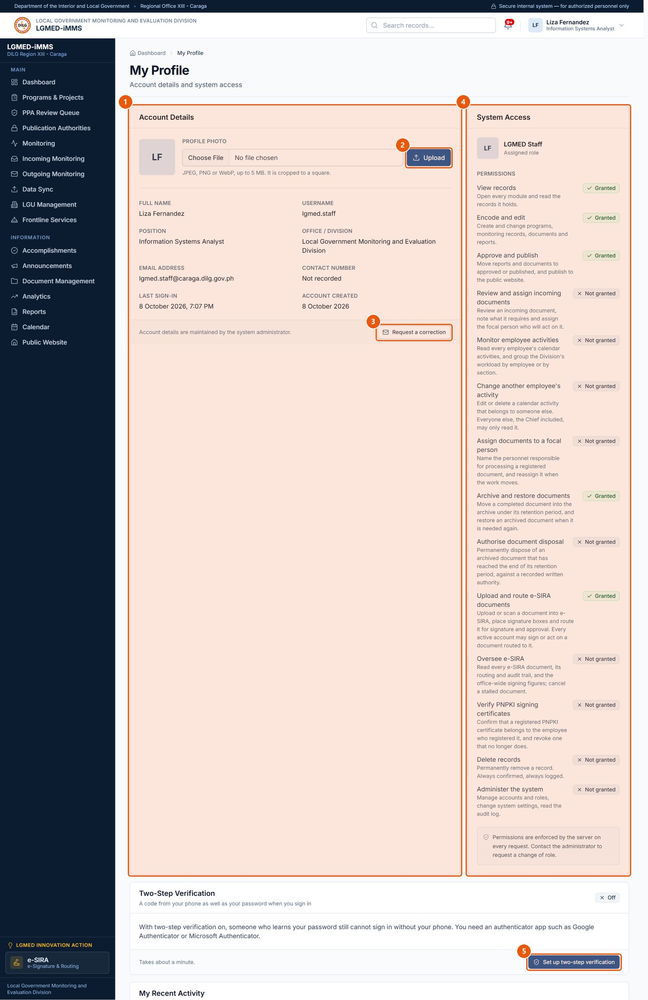 Department of the Interior and Local Government • Regional Office XIII - Caraga
Secure internal system — for authorized personnel only
DILG
LOCAL GOVERNMENT MONITORING AND EVALUATION DIVISION
LGMED-iMMS
Search records...
9+
LF
Liza Fernandez
Information Systems Analyst
LGMED-iMMS
DILG Region XIII - Caraga
MAIN
Dashboard
Programs & Projects
PPA Review Queue
Publication Authorities
Monitoring
Incoming Monitoring
Outgoing Monitoring
Data Sync
LGU Management
Frontline Services
INFORMATION
Accomplishments
Announcements
Document Management
Analytics
Reports
Calendar
Public Website
LGMED INNOVATION ACTION
e-SIRA
e-Signature & Routing
Local Government Monitoring and
Evaluation Division
Dashboard > My Profile
My Profile
Account details and system access
1
Account Details
LF
PROFILE PHOTO
Choose File No file chosen
2
Upload
JPEG, PNG or WebP, up to 5 MB. It is cropped to a square.
FULL NAME
Liza Fernandez
USERNAME
lgmed.staff
POSITION
Information Systems Analyst
OFFICE / DIVISION
Local Government Monitoring and Evaluation
Division
EMAIL ADDRESS
lgmed.staff@caraga.dilg.gov.ph
CONTACT NUMBER
Not recorded
LAST SIGN-IN
8 October 2026, 7:07 PM
ACCOUNT CREATED
8 October 2026
Account details are maintained by the system administrator.
3
Request a correction
4
System Access
LF
LGMED Staff
Assigned role
PERMISSIONS
View records
Granted
Open every module and read the
records it holds.
Encode and edit
Granted
Create and change programs,
monitoring records, documents and
reports.
Approve and publish
Granted
Move reports and documents to
approved or published, and publish to
the public website.
Review and assign incoming
documents
Not granted
Review an incoming document,
note what it requires and assign
the focal person who will act on it.
Monitor employee activities
Not granted
Read every employee's calendar
activities, and group the Division's
workload by employee or by
section.
Change another employee's
activity
Not granted
Edit or delete a calendar activity
that belongs to someone else.
Everyone else, the Chief included,
may only read it.
Assign documents to a focal
person
Not granted
Name the personnel responsible
for processing a registered
document, and reassign it when
the work moves.
Archive and restore documents
Granted
Move a completed document into the
archive under its retention period, and
restore an archived document when it
is needed again.
Authorise document disposal
Not granted
Permanently dispose of an
archived document that has
reached the end of its retention
period, against a recorded written
authority.
Upload and route e-SIRA
documents
Granted
Upload or scan a document into e-
SIRA, place signature boxes and route
it for signature and approval. Every
active account may sign or act on a
document routed to it.
Oversee e-SIRA
Not granted
Read every e-SIRA document, its
routing and audit trail, and the
office-wide signing figures; cancel
a stalled document.
Verify PNPKI signing
certificates
Not granted
Confirm that a registered PNPKI
certificate belongs to the employee
who registered it, and revoke one
that no longer does.
Delete records
Not granted
Permanently remove a record.
Always confirmed, always logged.
Administer the system
Not granted
Manage accounts and roles,
change system settings, read the
audit log.
Permissions are enforced by the server on
every request. Contact the administrator to
request a change of role.
Two-Step Verification
A code from your phone as well as your password when you sign in
Off
With two-step verification on, someone who learns your password still cannot sign in without your phone. You need an authenticator app such as Google
Authenticator or Microsoft Authenticator.
Takes about a minute.
5
Set up two-step verification
My Recent Activity